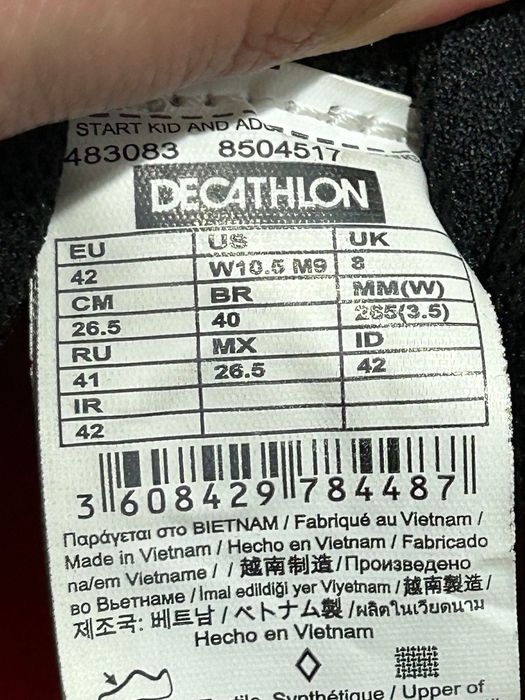 START KID AND ADU
483083 8504517
DECATHLON
EU US UK
42 W10.5 M9 8
CM BR MM(W)
26.5 40 265(3.5)
RU MX ID
41 26.5 42
IR
42
3 608429 784487
Παράγεται στο ΒΙΕΤΝΑΜ / Fabriqué au Vietnam /
Made in Vietnam / Hecho en Vietnam / Fabricado
na/em Vietname / / 越南制造/Произведено
во Вьетнаме / İmal edildiği yer Viyetnam / 越南製造/
제조국: 베트남 / ベトナム製 /ผลิตในเวียดนาม
Hecho en Vietnam
Synthétique / Upper of